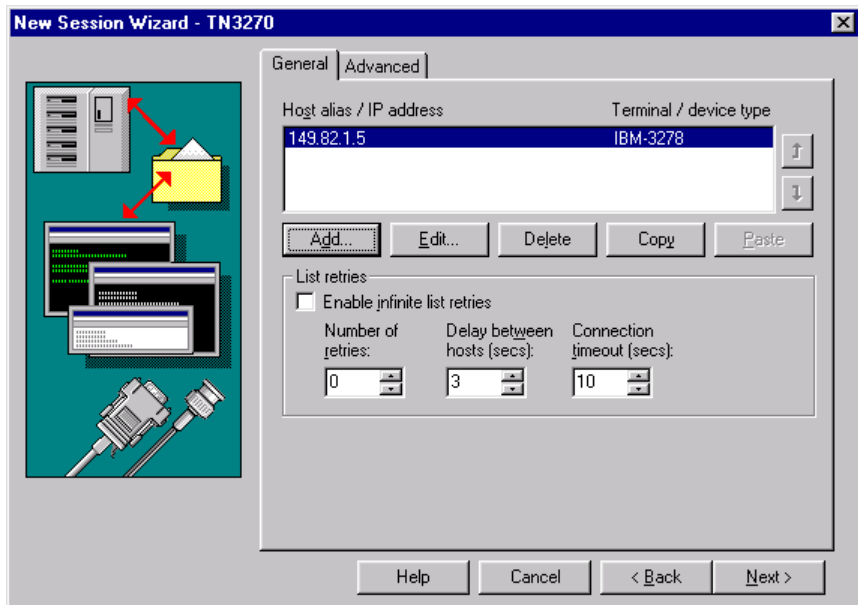 New Session Wizard - TN3270
General Advanced
Host alias / IP address Terminal / device type
149.82.1.5 IBM-3278
Add... Edit... Delete Copy Paste
List retries
Enable infinite list retries
Number of retries: Delay between hosts (secs): Connection timeout (secs):
0 3 10
Help Cancel < Back Next >